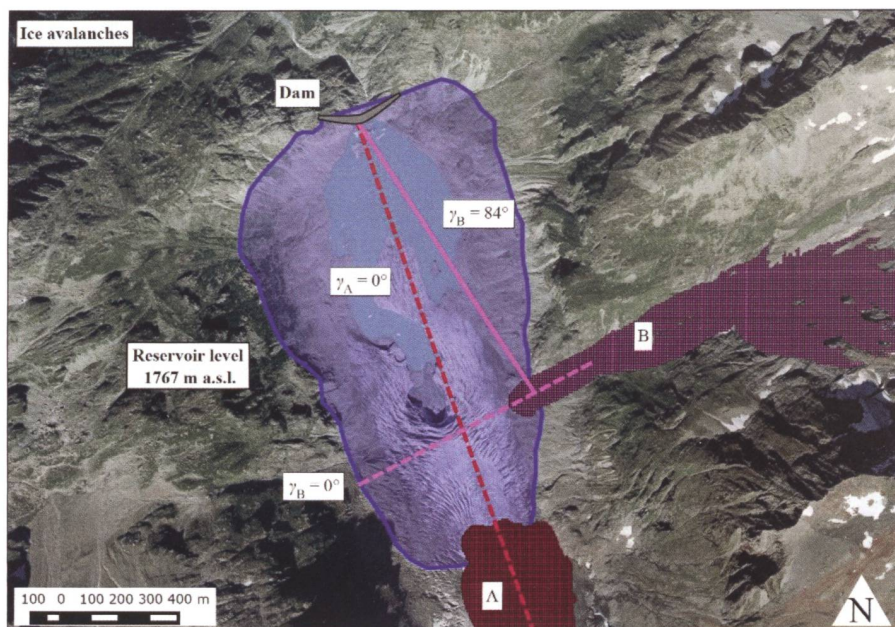 Ice avalanches
Dam
γB = 84°
γA = 0°
B
Reservoir level
1767 m a.s.l.
γB = 0°
A
100 0 100 200 300 400 m
N